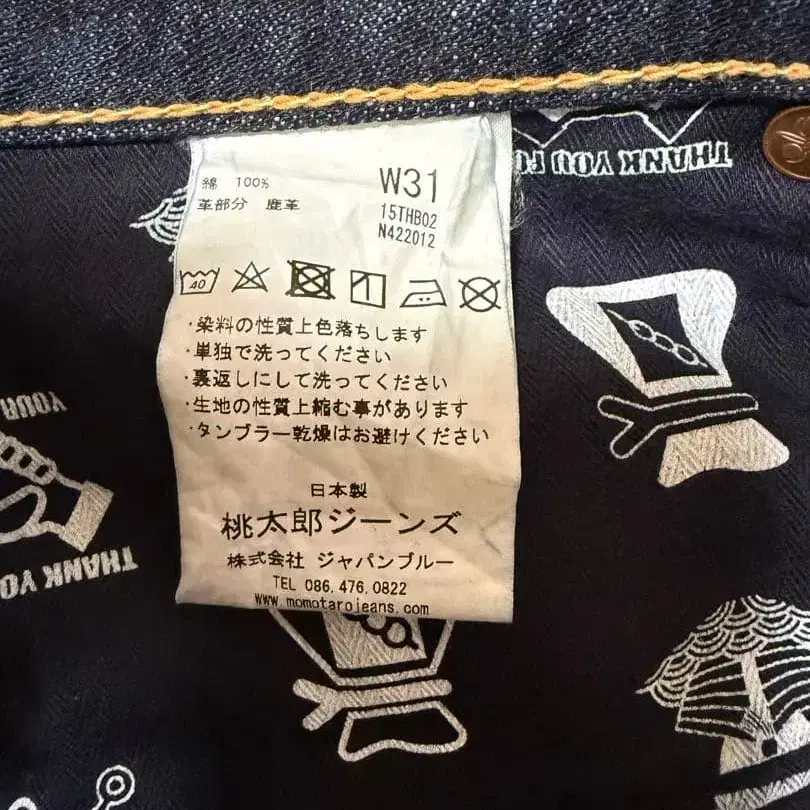 綿 100%
革部分 鹿革
W31
15THB02
N422012
40
・染料の性質上色落ちします
・単独で洗ってください
・裏返しにして洗ってください
・生地の性質上縮む事があります
・タンブラー乾燥はお避けください
日本製
桃太郎ジーンズ
株式会社 ジャパンブルー
TEL 086.476.0822
www.momotarojeans.com
THANK YOU FO
YOUR
THANK YOU